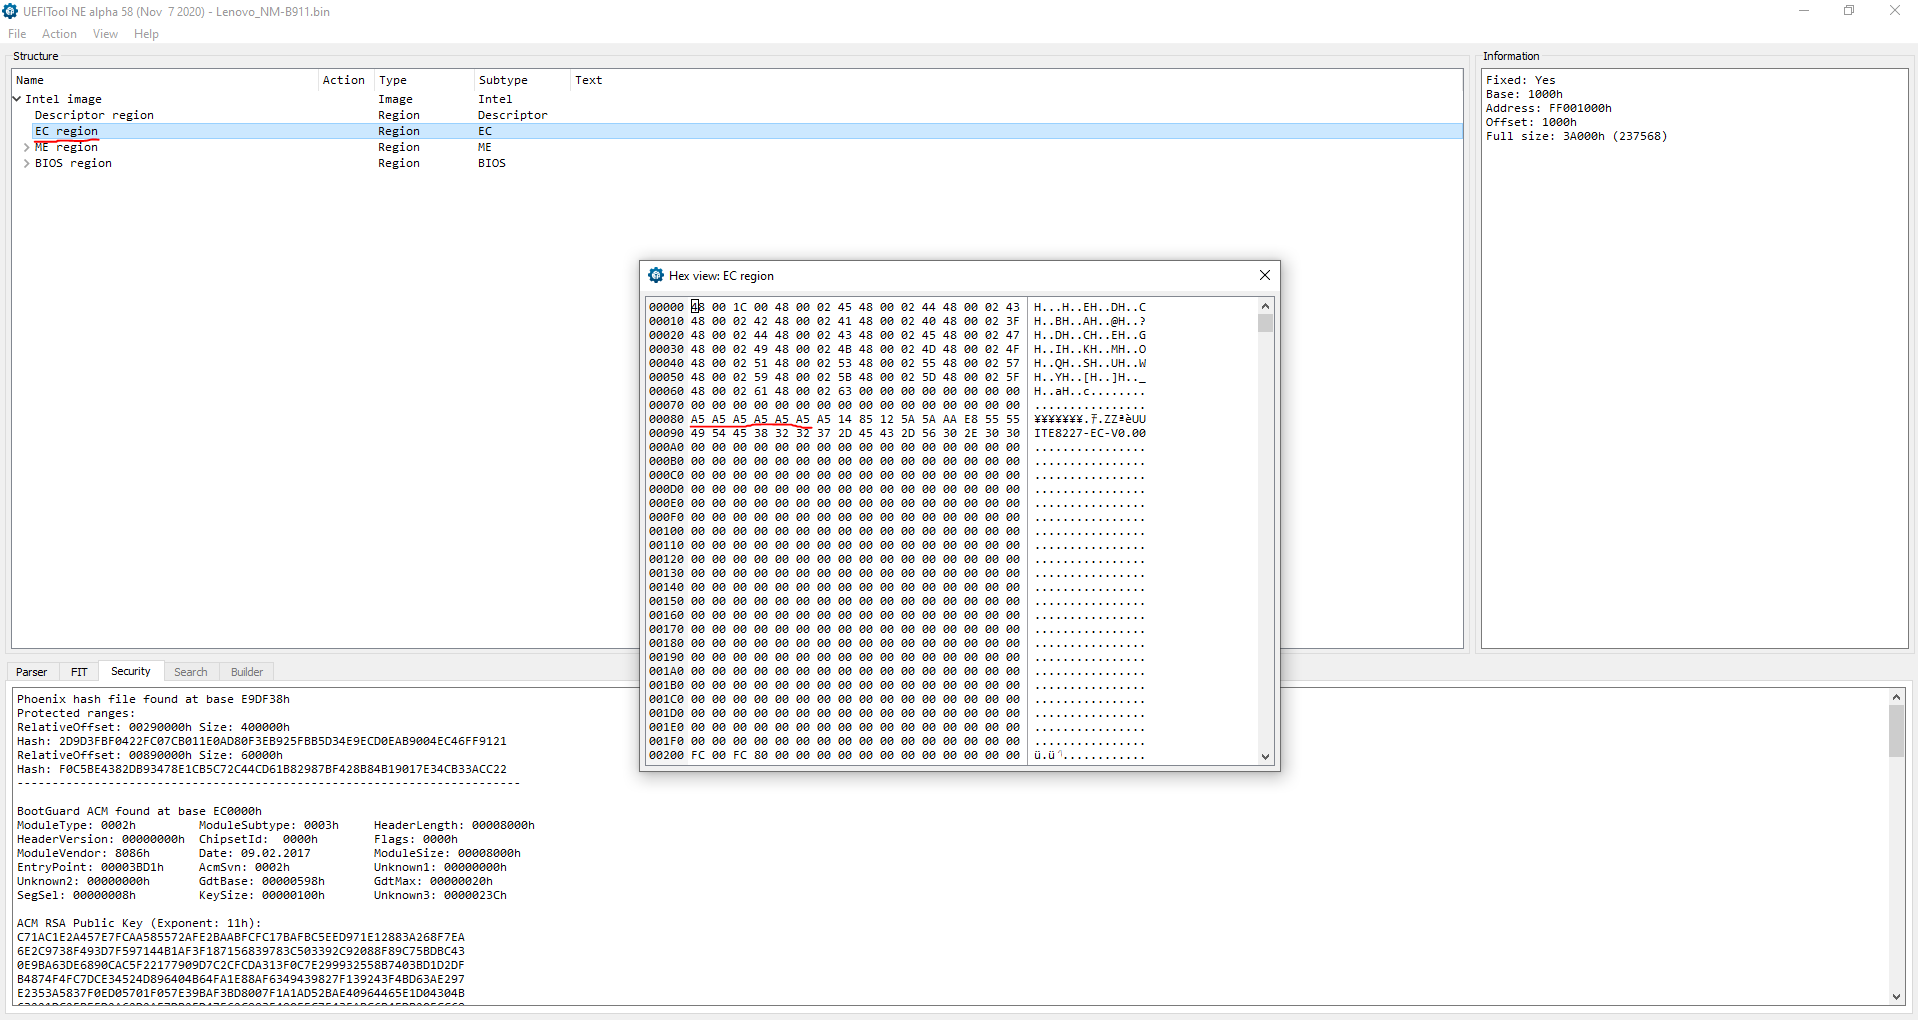 UEFITool NE alpha 58 (Nov  7 2020) - Lenovo_NM-B911.bin
File Action View Help
Structure
Name Action Type Subtype Text
Intel image Image Intel
Descriptor region Region Descriptor
EC region Region EC
ME region Region ME
BIOS region Region BIOS
Information
Fixed: Yes
Base: 1000h
Address: FF001000h
Offset: 1000h
Full size: 3A000h (237568)
Hex view: EC region
00000 48 00 1C 00 48 00 02 45 48 00 02 44 48 00 02 43 H...H..EH..DH..C
00010 48 00 02 42 48 00 02 41 48 00 02 40 48 00 02 3F H..BH..AH..@H..?
00020 48 00 02 44 48 00 02 43 48 00 02 45 48 00 02 47 H..DH..CH..EH..G
00030 48 00 02 49 48 00 02 4B 48 00 02 4D 48 00 02 4F H..IH..KH..MH..O
00040 48 00 02 51 48 00 02 53 48 00 02 55 48 00 02 57 H..QH..SH..UH..W
00050 48 00 02 59 48 00 02 5B 48 00 02 5D 48 00 02 5F H..YH..[H..]H.._
00060 48 00 02 61 48 00 02 63 00 00 00 00 00 00 00 00 H..aH..c........
00070 00 00 00 00 00 00 00 00 00 00 00 00 00 00 00 00 ................
00080 A5 A5 A5 A5 A5 A5 A5 14 85 12 5A 5A AA E8 55 55
00090 49 54 45 38 32 32 37 2D 45 43 2D 56 30 2E 30 30 ITE8227-EC-V0.00
000A0 00 00 00 00 00 00 00 00 00 00 00 00 00 00 00 00 ................
000B0 00 00 00 00 00 00 00 00 00 00 00 00 00 00 00 00 ................
000C0 00 00 00 00 00 00 00 00 00 00 00 00 00 00 00 00 ................
000D0 00 00 00 00 00 00 00 00 00 00 00 00 00 00 00 00 ................
000E0 00 00 00 00 00 00 00 00 00 00 00 00 00 00 00 00 ................
000F0 00 00 00 00 00 00 00 00 00 00 00 00 00 00 00 00 ................
00100 00 00 00 00 00 00 00 00 00 00 00 00 00 00 00 00 ................
00110 00 00 00 00 00 00 00 00 00 00 00 00 00 00 00 00 ................
00120 00 00 00 00 00 00 00 00 00 00 00 00 00 00 00 00 ................
00130 00 00 00 00 00 00 00 00 00 00 00 00 00 00 00 00 ................
00140 00 00 00 00 00 00 00 00 00 00 00 00 00 00 00 00 ................
00150 00 00 00 00 00 00 00 00 00 00 00 00 00 00 00 00 ................
00160 00 00 00 00 00 00 00 00 00 00 00 00 00 00 00 00 ................
00170 00 00 00 00 00 00 00 00 00 00 00 00 00 00 00 00 ................
00180 00 00 00 00 00 00 00 00 00 00 00 00 00 00 00 00 ................
00190 00 00 00 00 00 00 00 00 00 00 00 00 00 00 00 00 ................
001A0 00 00 00 00 00 00 00 00 00 00 00 00 00 00 00 00 ................
001B0 00 00 00 00 00 00 00 00 00 00 00 00 00 00 00 00 ................
001C0 00 00 00 00 00 00 00 00 00 00 00 00 00 00 00 00 ................
001D0 00 00 00 00 00 00 00 00 00 00 00 00 00 00 00 00 ................
001E0 00 00 00 00 00 00 00 00 00 00 00 00 00 00 00 00 ................
001F0 00 00 00 00 00 00 00 00 00 00 00 00 00 00 00 00 ................
00200 FC 00 FC 80 00 00 00 00 00 00 00 00 00 00 00 00
Parser FIT Security Search Builder
Phoenix hash file found at base E9DF38h
Protected ranges:
RelativeOffset: 00290000h Size: 400000h
Hash: 2D9D3FBF0422FC07CB011E0AD80F3EB925FBB5D34E9ECD0EAB9004EC46FF9121
RelativeOffset: 00890000h Size: 60000h
Hash: F0C5BE4382DB93478E1CB5C72C44CD61B82987BF428B84B19017E34CB33ACC22
------------------------------------------------------------------------
BootGuard ACM found at base EC0000h
ModuleType: 0002h ModuleSubtype: 0003h HeaderLength: 00008000h
HeaderVersion: 00000000h ChipsetId:  0000h Flags: 0000h
ModuleVendor: 8086h Date: 09.02.2017 ModuleSize: 00008000h
EntryPoint: 00003BD1h AcmSvn: 0002h Unknown1: 00000000h
Unknown2: 00000000h GdtBase: 00000598h GdtMax: 00000020h
SegSel: 00000008h KeySize: 00000100h Unknown3: 0000023Ch
ACM RSA Public Key (Exponent: 11h):
C71AC1E2A457E7FCAA585572AFE2BAABFCFC17BAFBC5EED971E12883A268F7EA
6E2C9738F493D7F597144B1AF3F187156839783C503392C92088F89C75BDBC43
0E9BA63DE6890CAC5F22177909D7C2CFCDA313F0C7E299932558B7403BD1D2DF
B4874F4FC7DCE34524D896404B64FA1E88AF6349439827F139243F4BD63AE297
E2353A5837F0ED05701F057E39BAF3BD8007F1A1AD52BAE40964465E1D04304B